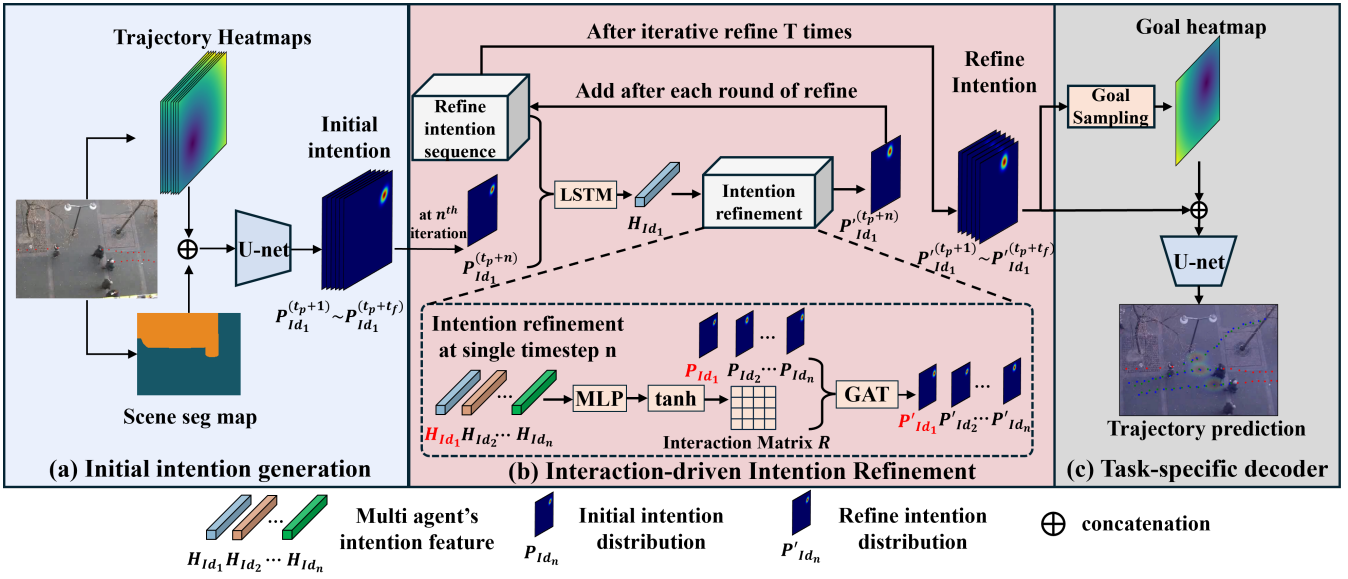 Trajectory Heatmaps
Initial
intention
U-net
P_{Id_1}^{(t_p+1)}~P_{Id_1}^{(t_p+t_f)}
Scene seg map
(a) Initial intention generation
After iterative refine T times
Add after each round of refine
Refine
intention
sequence
at n^{th}
iteration
P_{Id_1}^{(t_p+n)}
LSTM
H_{Id_1}
Intention
refinement
P'_{Id_1}^{(t_p+n)}
Refine
Intention
P'_{Id_1}^{(t_p+1)}~P'_{Id_1}^{(t_p+t_f)}
Intention refinement
at single timestep n
H_{Id_1} H_{Id_2} ... H_{Id_n}
...
MLP
tanh
...
P_{Id_1} P_{Id_2} ... P_{Id_n}
Interaction Matrix R
GAT
...
P'_{Id_1} P'_{Id_2} ... P'_{Id_n}
(b) Interaction-driven Intention Refinement
Goal heatmap
Goal
Sampling
U-net
Trajectory prediction
(c) Task-specific decoder
...
H_{Id_1} H_{Id_2} ... H_{Id_n}
Multi agent's
intention feature
P_{Id_n}
Initial intention
distribution
P'_{Id_n}
Refine intention
distribution
concatenation